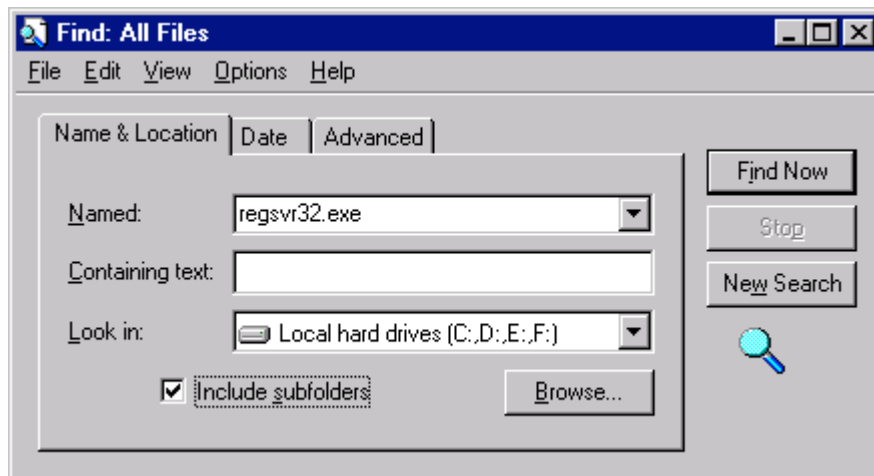 Find: All Files
File Edit View Options Help
Name & Location Date Advanced
Find Now
Named: regsvr32.exe
Stop
Containing text:
New Search
Look in: Local hard drives (C:,D:,E:,F:)
Include subfolders Browse...